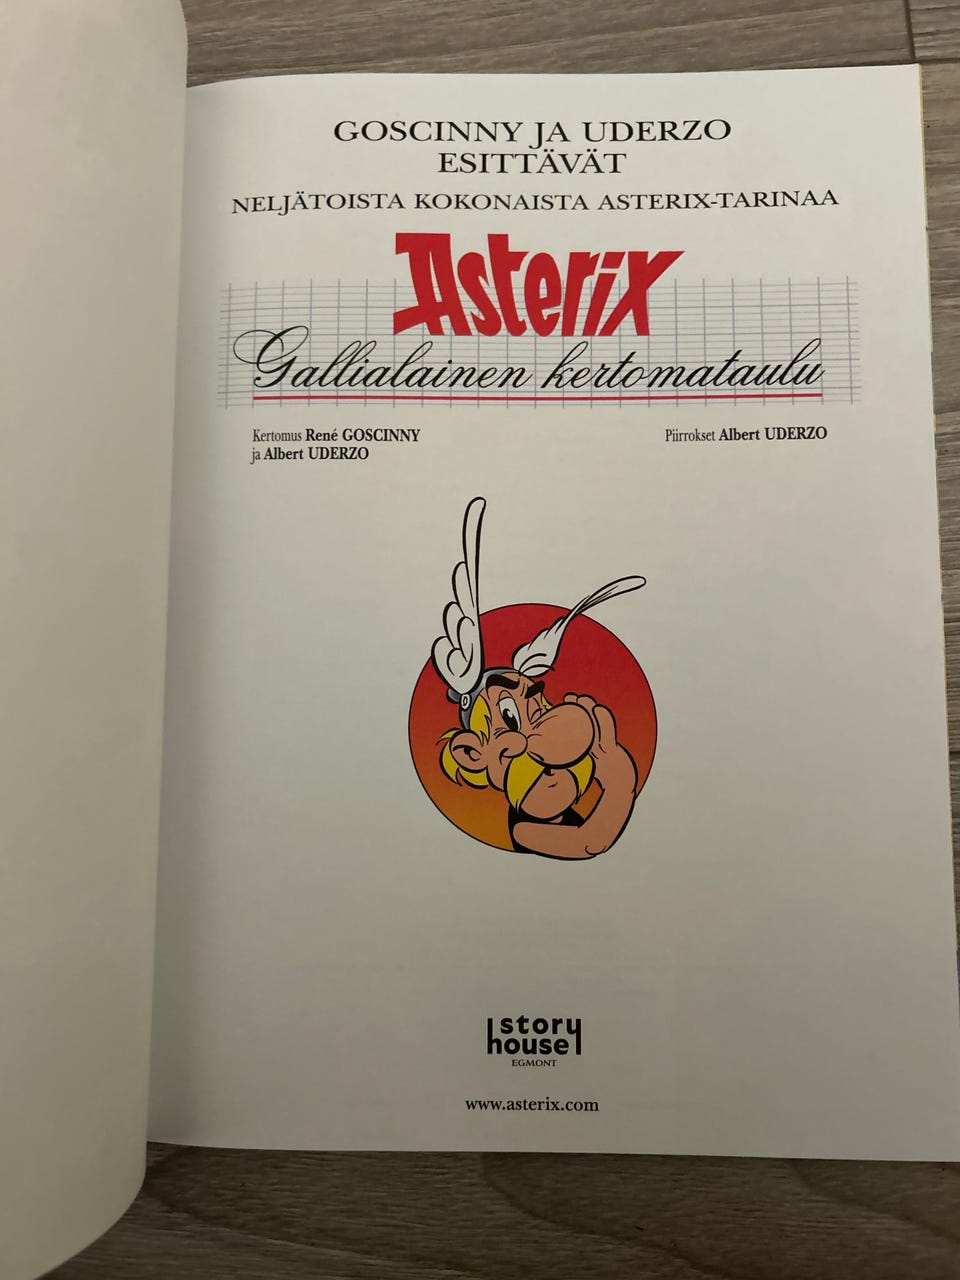 GOSCINNY JA UDERZO
ESITTÄVÄT
NELJÄTOISTA KOKONAISTA ASTERIX-TARINAA
Asterix
Gallialainen kertomataulu
Kertomus René GOSCINNY
ja Albert UDERZO
Piirrokset Albert UDERZO
story
house
EGMONT
www.asterix.com